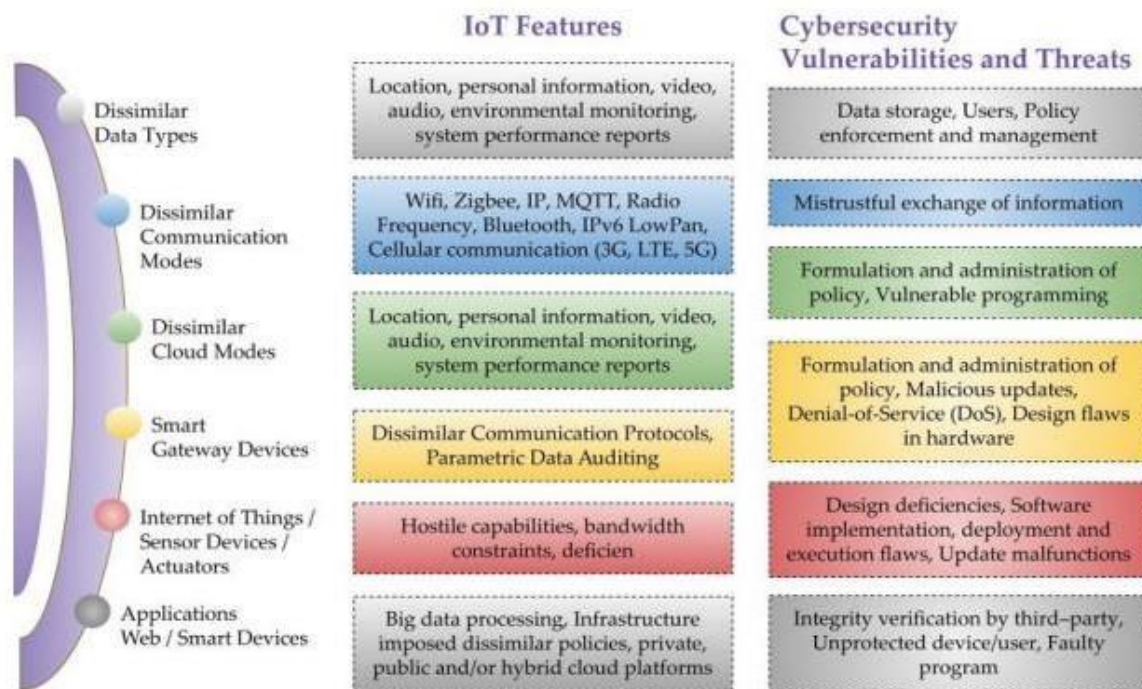 IoT Features
Cybersecurity
Vulnerabilities and Threats
Dissimilar
Data Types
Location, personal information, video,
audio, environmental monitoring,
system performance reports
Data storage, Users, Policy
enforcement and management
Dissimilar
Communication
Modes
Wifi, Zigbee, IP, MQTT, Radio
Frequency, Bluetooth, IPv6 LowPan,
Cellular communication (3G, LTE, 5G)
Mistrustful exchange of information
Dissimilar
Cloud Modes
Location, personal information, video,
audio, environmental monitoring,
system performance reports
Formulation and administration of
policy, Vulnerable programming
Smart
Gateway Devices
Dissimilar Communication Protocols,
Parametric Data Auditing
Formulation and administration of
policy, Malicious updates,
Denial-of-Service (DoS), Design flaws
in hardware
Internet of Things /
Sensor Devices /
Actuators
Hostile capabilities, bandwidth
constraints, deficien
Design deficiencies, Software
implementation, deployment and
execution flaws, Update malfunctions
Applications
Web / Smart Devices
Big data processing, Infrastructure
imposed dissimilar policies, private,
public and/or hybrid cloud platforms
Integrity verification by third–party,
Unprotected device/user, Faulty
program